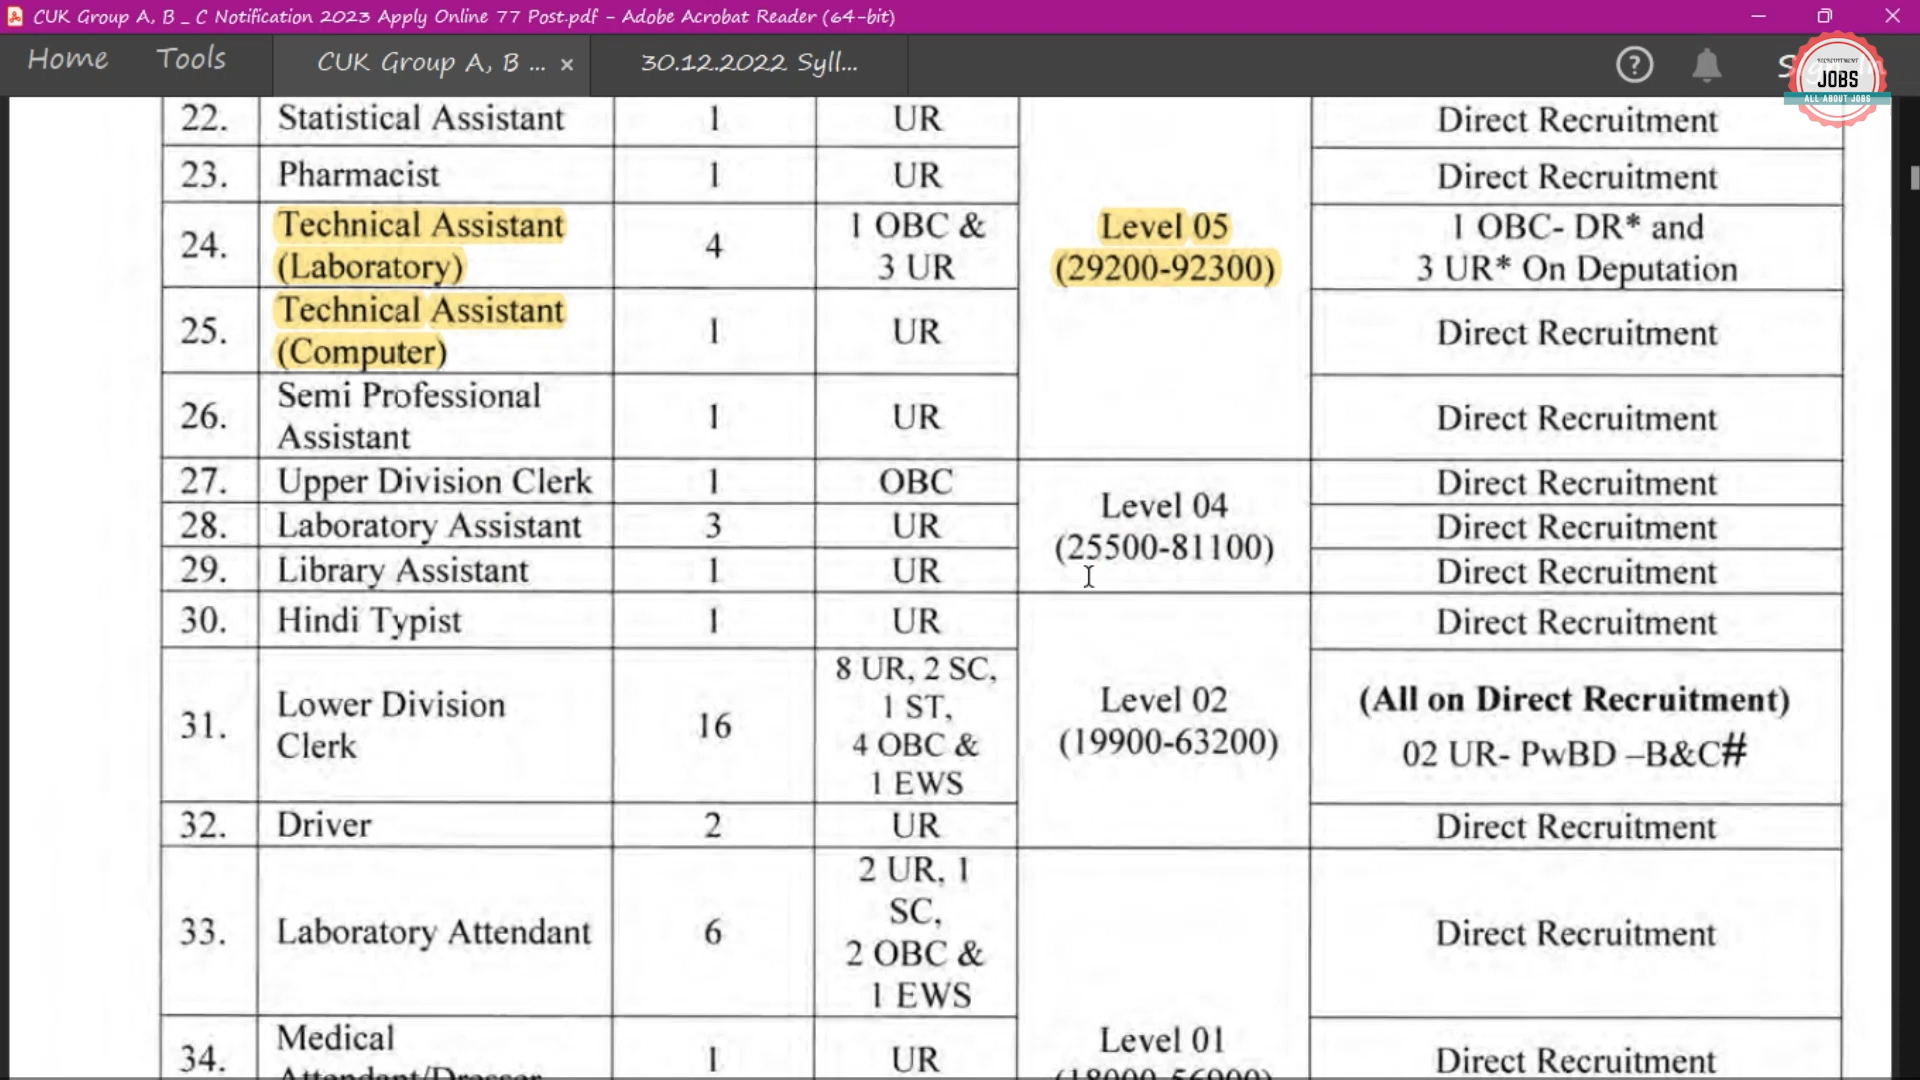 CUK Group A, B _ C Notification 2023 Apply Online 77 Post.pdf - Adobe Acrobat Reader (64-bit)
Home Tools CUK Group A, B ... × 30.12.2022 Syll...
RECRUITMENT
JOBS
ALL ABOUT JOBS
22. Statistical Assistant 1 UR Direct Recruitment
23. Pharmacist 1 UR Direct Recruitment
24. Technical Assistant (Laboratory) 4 1 OBC & 3 UR Level 05 (29200-92300) 1 OBC- DR* and 3 UR* On Deputation
25. Technical Assistant (Computer) 1 UR Direct Recruitment
26. Semi Professional Assistant 1 UR Direct Recruitment
27. Upper Division Clerk 1 OBC Direct Recruitment
Level 04 (25500-81100)
28. Laboratory Assistant 3 UR Direct Recruitment
29. Library Assistant 1 UR Direct Recruitment
30. Hindi Typist 1 UR Direct Recruitment
31. Lower Division Clerk 16 8 UR, 2 SC, 1 ST, 4 OBC & 1 EWS Level 02 (19900-63200) (All on Direct Recruitment) 02 UR- PwBD –B&C#
32. Driver 2 UR Direct Recruitment
33. Laboratory Attendant 6 2 UR, 1 SC, 2 OBC & 1 EWS Direct Recruitment
34. Medical 1 UR Level 01 Direct Recruitment